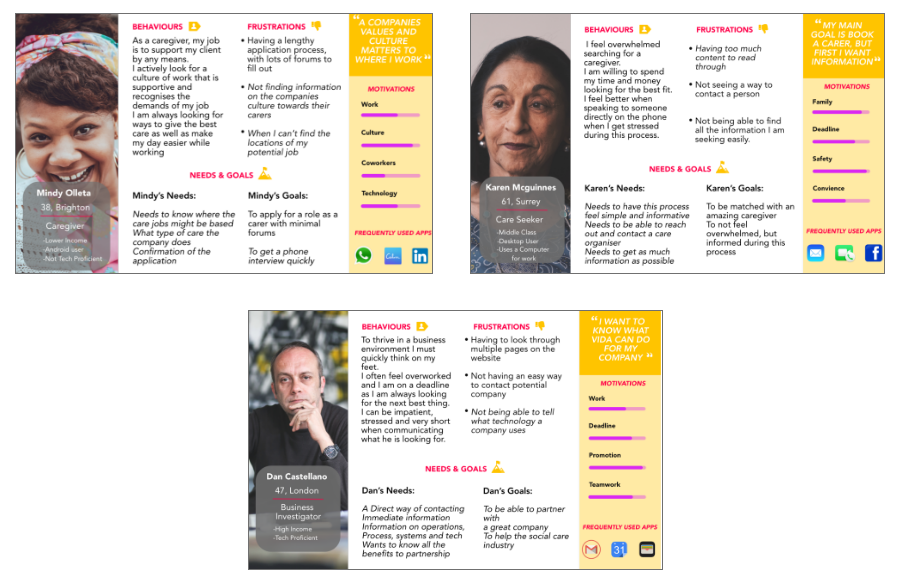 BEHAVIOURS
As a caregiver, my job
is to support my client
by any means.
I actively look for a
culture of work that is
supportive and
recognises the
demands of my job
I am always looking for
ways to give the best
care as well as make
my day easier while
working
FRUSTRATIONS
• Having a lengthy
application process,
with lots of forums to
fill out
• Not finding information
on the companies
culture towards their
carers
• When I can't find the
locations of my
potential job
NEEDS & GOALS
Mindy's Needs:
Needs to know where the
care jobs might be based
What type of care the
company does
Confirmation of the
application
Mindy's Goals:
To apply for a role as a
carer with minimal
forums
To get a phone
interview quickly
Mindy Olleta
38, Brighton
Caregiver
-Lower Income
-Android user
-Not Tech Proficient
“A COMPANIES
VALUES AND
CULTURE
MATTERS TO
WHERE I WORK”
MOTIVATIONS
Work
Culture
Coworkers
Technology
FREQUENTLY USED APPS
in
BEHAVIOURS
I feel overwhelmed
searching for a
caregiver.
I am willing to spend
my time and money
looking for the best fit.
I feel better when
speaking to someone
directly on the phone
when I get stressed
during this process.
FRUSTRATIONS
• Having too much
content to read
through
• Not seeing a way to
contact a person
• Not being able to find
all the information I am
seeking easily.
NEEDS & GOALS
Karen's Needs:
Needs to have this process
feel simple and informative
Needs to be able to reach
out and contact a care
organiser
Needs to get as much
information as possible
Karen's Goals:
To be matched with an
amazing caregiver
To not feel
overwhelmed, but
informed during this
process
Karen Mcguinnes
61, Surrey
Care Seeker
-Middle Class
-Desktop User
-Uses a Computer
for work
“MY MAIN
GOAL IS BOOK
A CARER, BUT
FIRST I WANT
INFORMATION”
MOTIVATIONS
Family
Deadline
Safety
Convience
FREQUENTLY USED APPS
f
BEHAVIOURS
To thrive in a business
environment I must
quickly think on my
feet.
I often feel overworked
and I am on a deadline
as I am always looking
for the next best thing.
I can be impatient,
stressed and very short
when communicating
what he is looking for.
FRUSTRATIONS
• Having to look through
multiple pages on the
website
• Not having an easy way
to contact potential
company
• Not being able to tell
what technology a
company uses
NEEDS & GOALS
Dan's Needs:
A Direct way of contacting
Immediate information
Information on operations,
Process, systems and tech
Wants to know all the
benefits to partnership
Dan's Goals:
To be able to partner
with
a great company
To help the social care
industry
Dan Castellano
47, London
Business
Investigator
-High Income
-Tech Proficient
“I WANT TO
KNOW WHAT
VIDA CAN DO
FOR MY
COMPANY”
MOTIVATIONS
Work
Deadline
Promotion
Teamwork
FREQUENTLY USED APPS
31